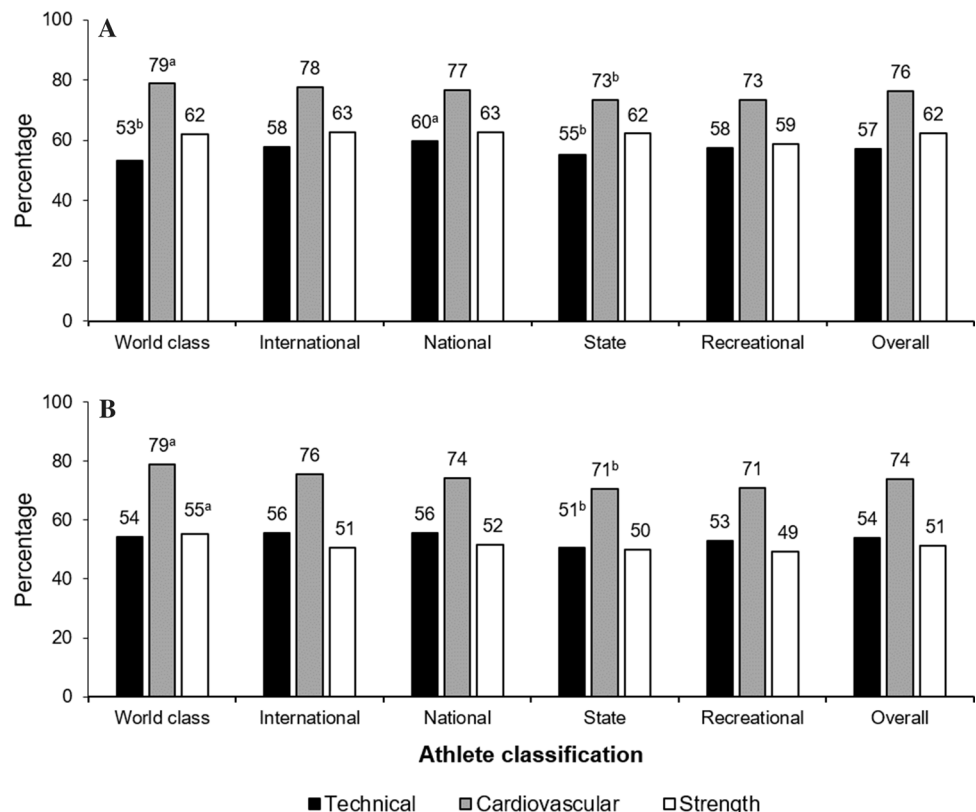 A
100
80
60
40
20
0
Percentage
53ᵇ 79ᵃ 62
58 78 63
60ᵃ 77 63
55ᵇ 73ᵇ 62
58 73 59
57 76 62
World class International National State Recreational Overall
B
100
80
60
40
20
0
Percentage
54 79ᵃ 55ᵃ
56 76 51
56 74 52
51ᵇ 71ᵇ 50
53 71 49
54 74 51
World class International National State Recreational Overall
Athlete classification
Technical Cardiovascular Strength